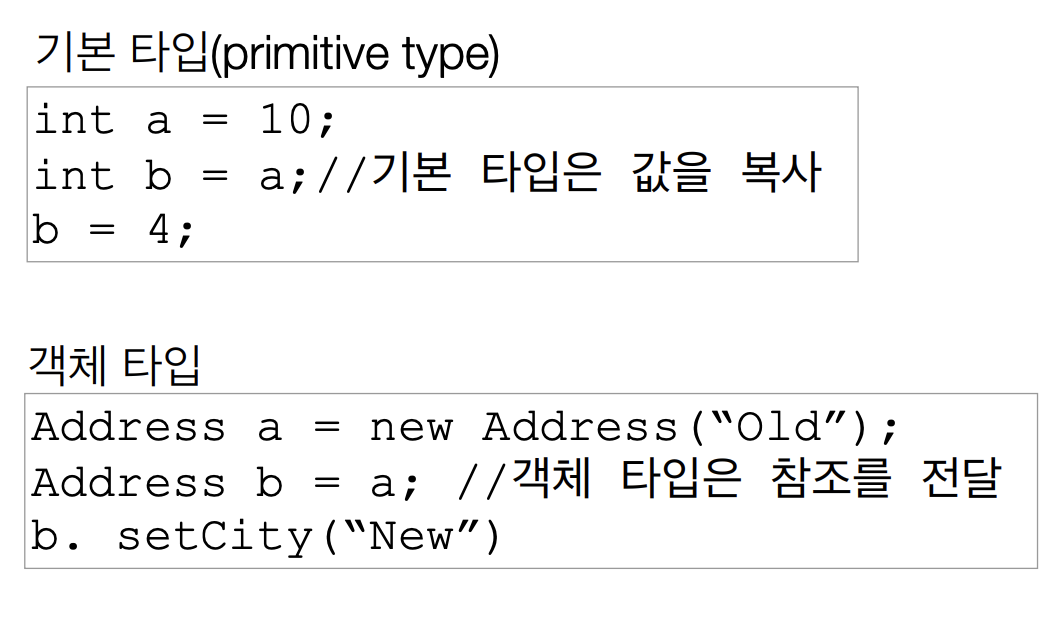 기본 타입(primitive type)
int a = 10;
int b = a;//기본 타입은 값을 복사
b = 4;
객체 타입
Address a = new Address(“Old”);
Address b = a; //객체 타입은 참조를 전달
b. setCity(“New”)